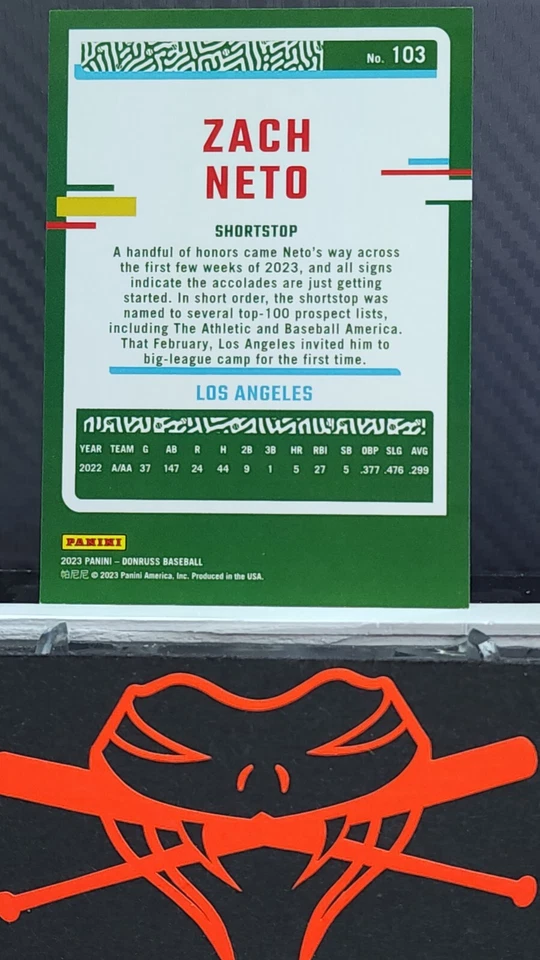 No. 103
ZACH
NETO
SHORTSTOP
A handful of honors came Neto's way across
the first few weeks of 2023, and all signs
indicate the accolades are just getting
started. In short order, the shortstop was
named to several top-100 prospect lists,
including The Athletic and Baseball America.
That February, Los Angeles invited him to
big-league camp for the first time.
LOS ANGELES
YEAR TEAM G AB R H 2B 3B HR RBI SB OBP SLG AVG
2022 A/AA 37 147 24 44 9 1 5 27 5 .377 .476 .299
PANINI
2023 PANINI – DONRUSS BASEBALL
帕尼尼 © 2023 Panini America, Inc. Produced in the USA.